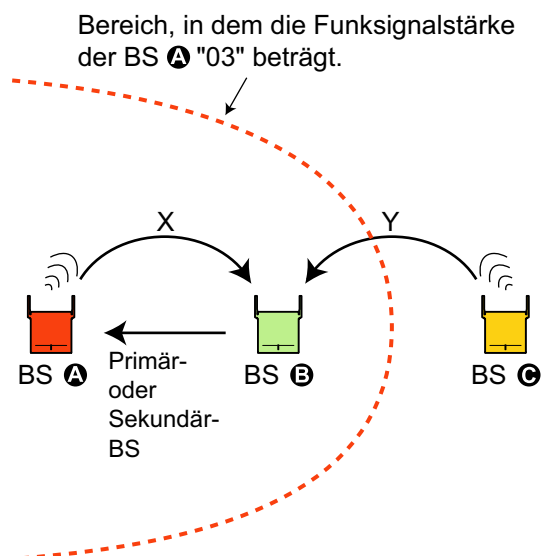 Bereich, in dem die Funksignalstärke
der BS A "03" beträgt.
X
Y
BS A
Primär-
oder
Sekundär-
BS
BS B
BS C